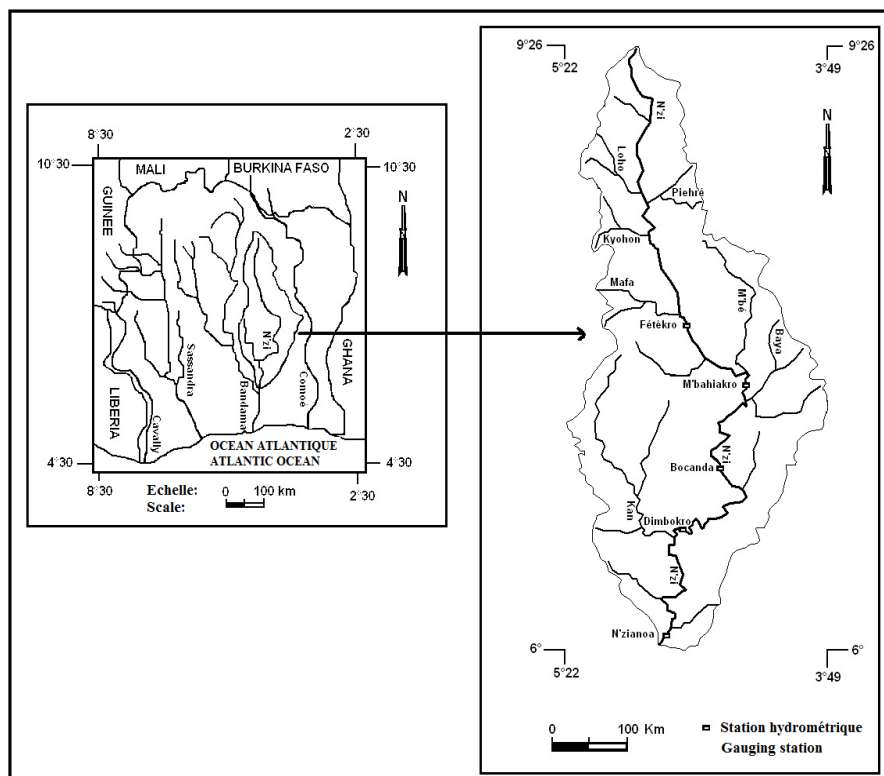 8°30
2°30
10°30
10°30
MALI
BURKINA FASO
GUINEE
N
N'zi
Sassandra
Bandama
Comoé
GHANA
LIBERIA
Cavally
OCEAN ATLANTIQUE
ATLANTIC OCEAN
4°30
4°30
8°30
2°30
Echelle:
Scale:
0 100 km
9°26
9°26
5°22
3°49
N
N'zi
Loho
Piehré
Kyohon
Mafa
M'bé
Fétêkro
Baya
M'bahiakro
N'zi
Bocanda
Kan
Dimbokro
N'zi
N'zianoa
6°
6°
5°22
3°49
0 100 Km
Station hydrométrique
Gauging station